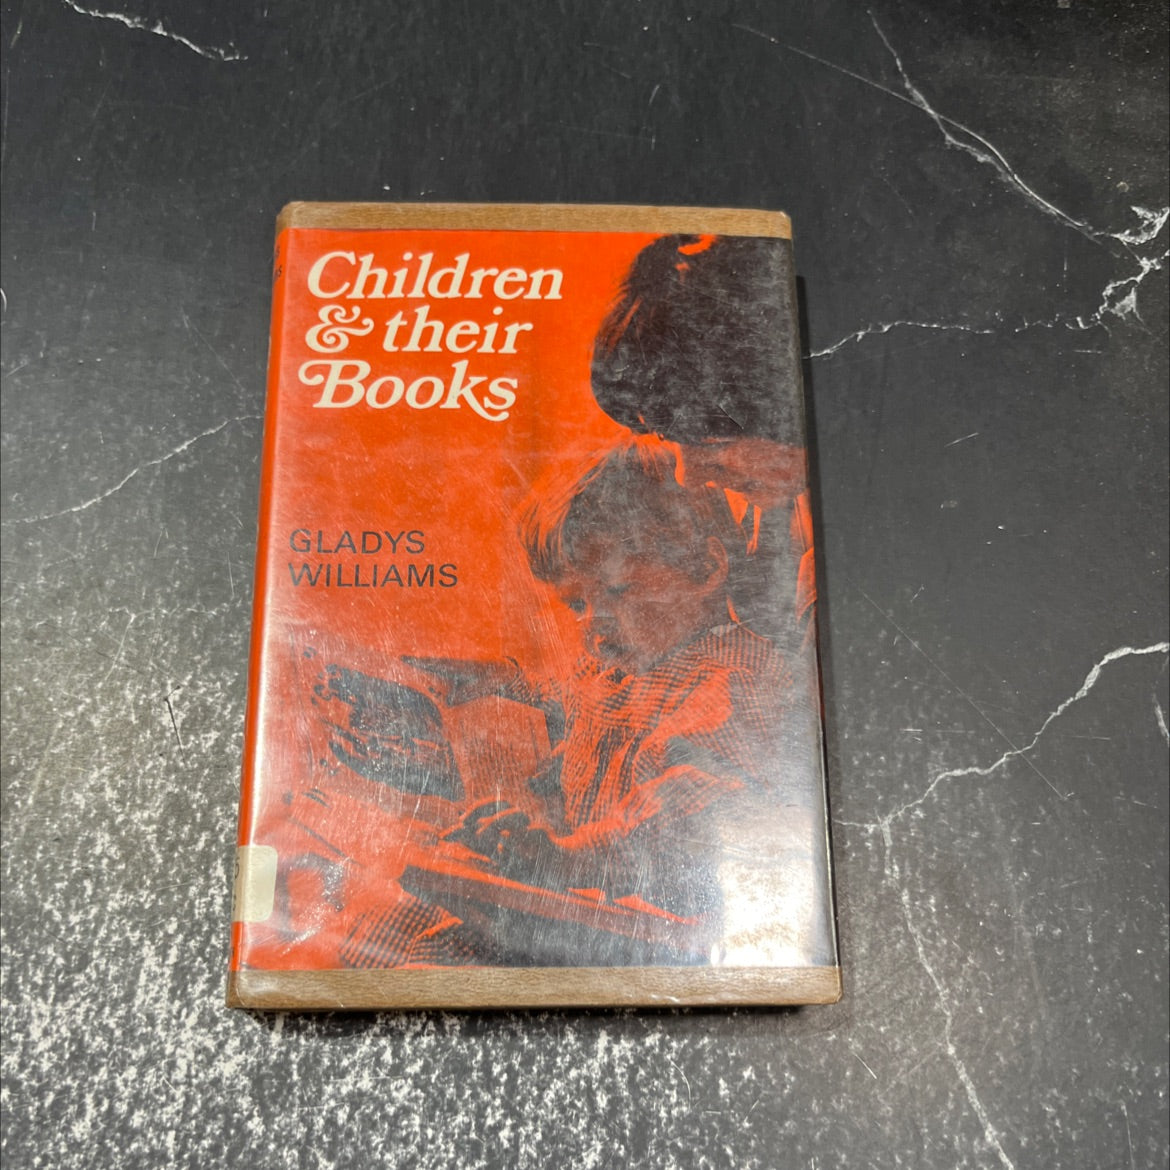 Children
& their
Books
GLADYS
WILLIAMS